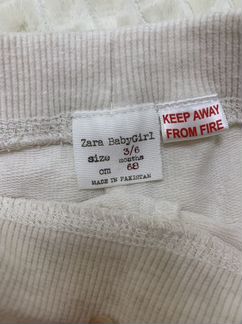 Zara BabyGirl
size 3/6
months
cm 68
MADE IN PAKISTAN
KEEP AWAY
FROM FIRE